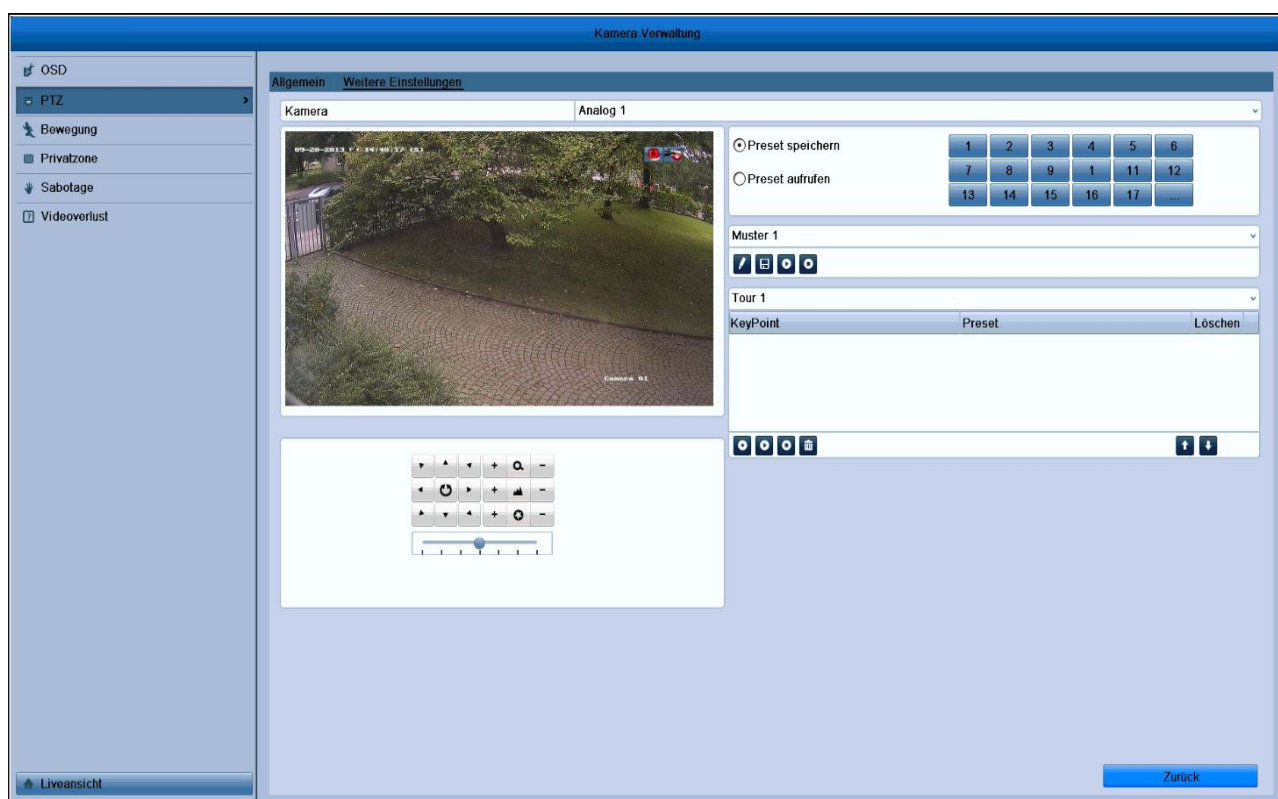 Kamera Verwaltung
OSD
PTZ
Bewegung
Privatzone
Sabotage
Videoverlust
Liveansicht
Allgemein Weitere Einstellungen
Kamera Analog 1
Camera 01
Preset speichern
Preset aufrufen
1 2 3 4 5 6
7 8 9 1 11 12
13 14 15 16 17 ...
Muster 1
Tour 1
KeyPoint Preset Löschen
Zurück